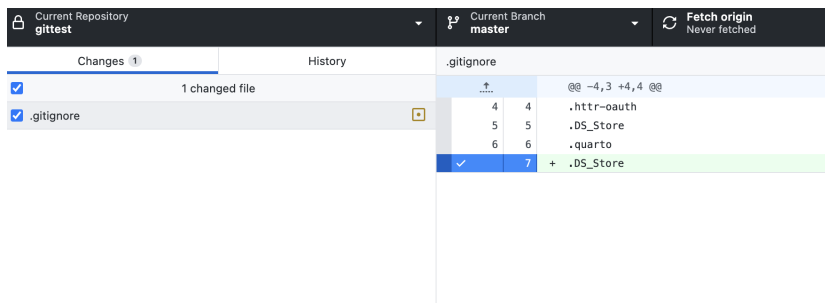 Current Repository
gittest
Current Branch
master
Fetch origin
Never fetched
Changes 1
History
1 changed file
.gitignore
.gitignore
@@ -4,3 +4,4 @@
4 4 .httr-oauth
5 5 .DS_Store
6 6 .quarto
7 + .DS_Store